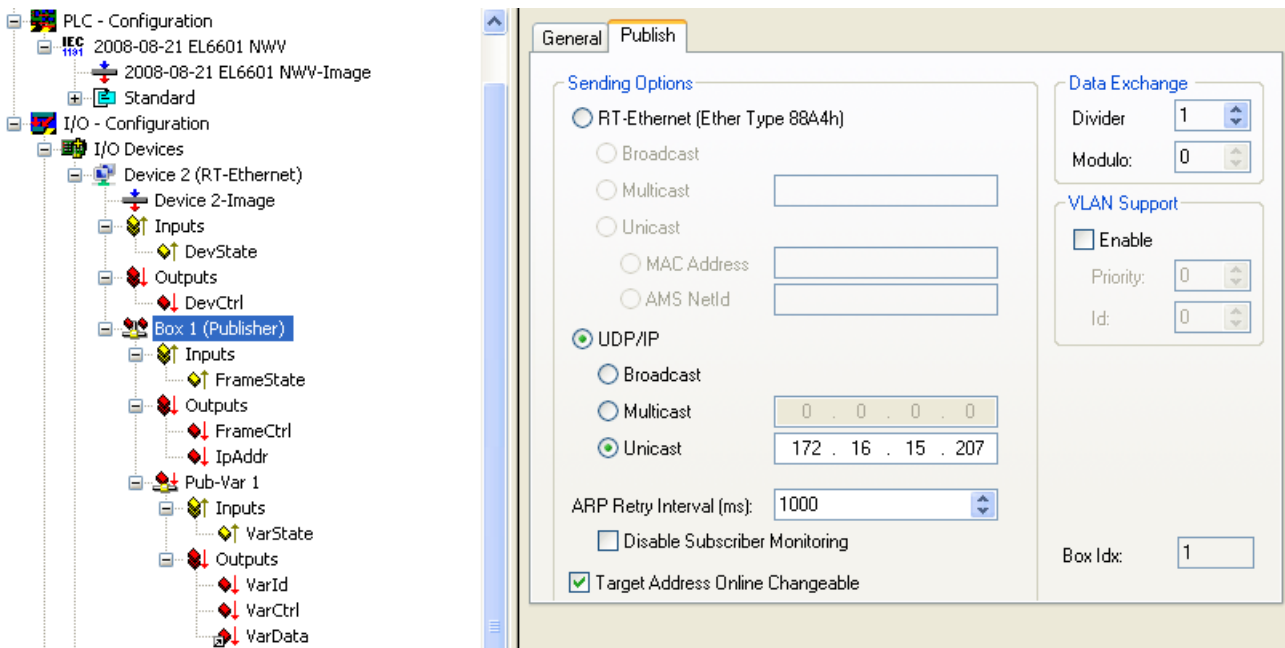 PLC - Configuration
IEC
1131
2008-08-21 EL6601 NWV
2008-08-21 EL6601 NWV-Image
Standard
I/O - Configuration
I/O Devices
Device 2 (RT-Ethernet)
Device 2-Image
Inputs
DevState
Outputs
DevCtrl
Box 1 (Publisher)
Inputs
FrameState
Outputs
FrameCtrl
IpAddr
Pub-Var 1
Inputs
VarState
Outputs
VarId
VarCtrl
VarData
General Publish
Sending Options
RT-Ethernet (Ether Type 88A4h)
Broadcast
Multicast
Unicast
MAC Address
AMS NetId
UDP/IP
Broadcast
Multicast 0 . 0 . 0 . 0
Unicast 172 . 16 . 15 . 207
ARP Retry Interval (ms): 1000
Disable Subscriber Monitoring
Target Address Online Changeable
Data Exchange
Divider 1
Modulo: 0
VLAN Support
Enable
Priority: 0
Id: 0
Box Idx: 1